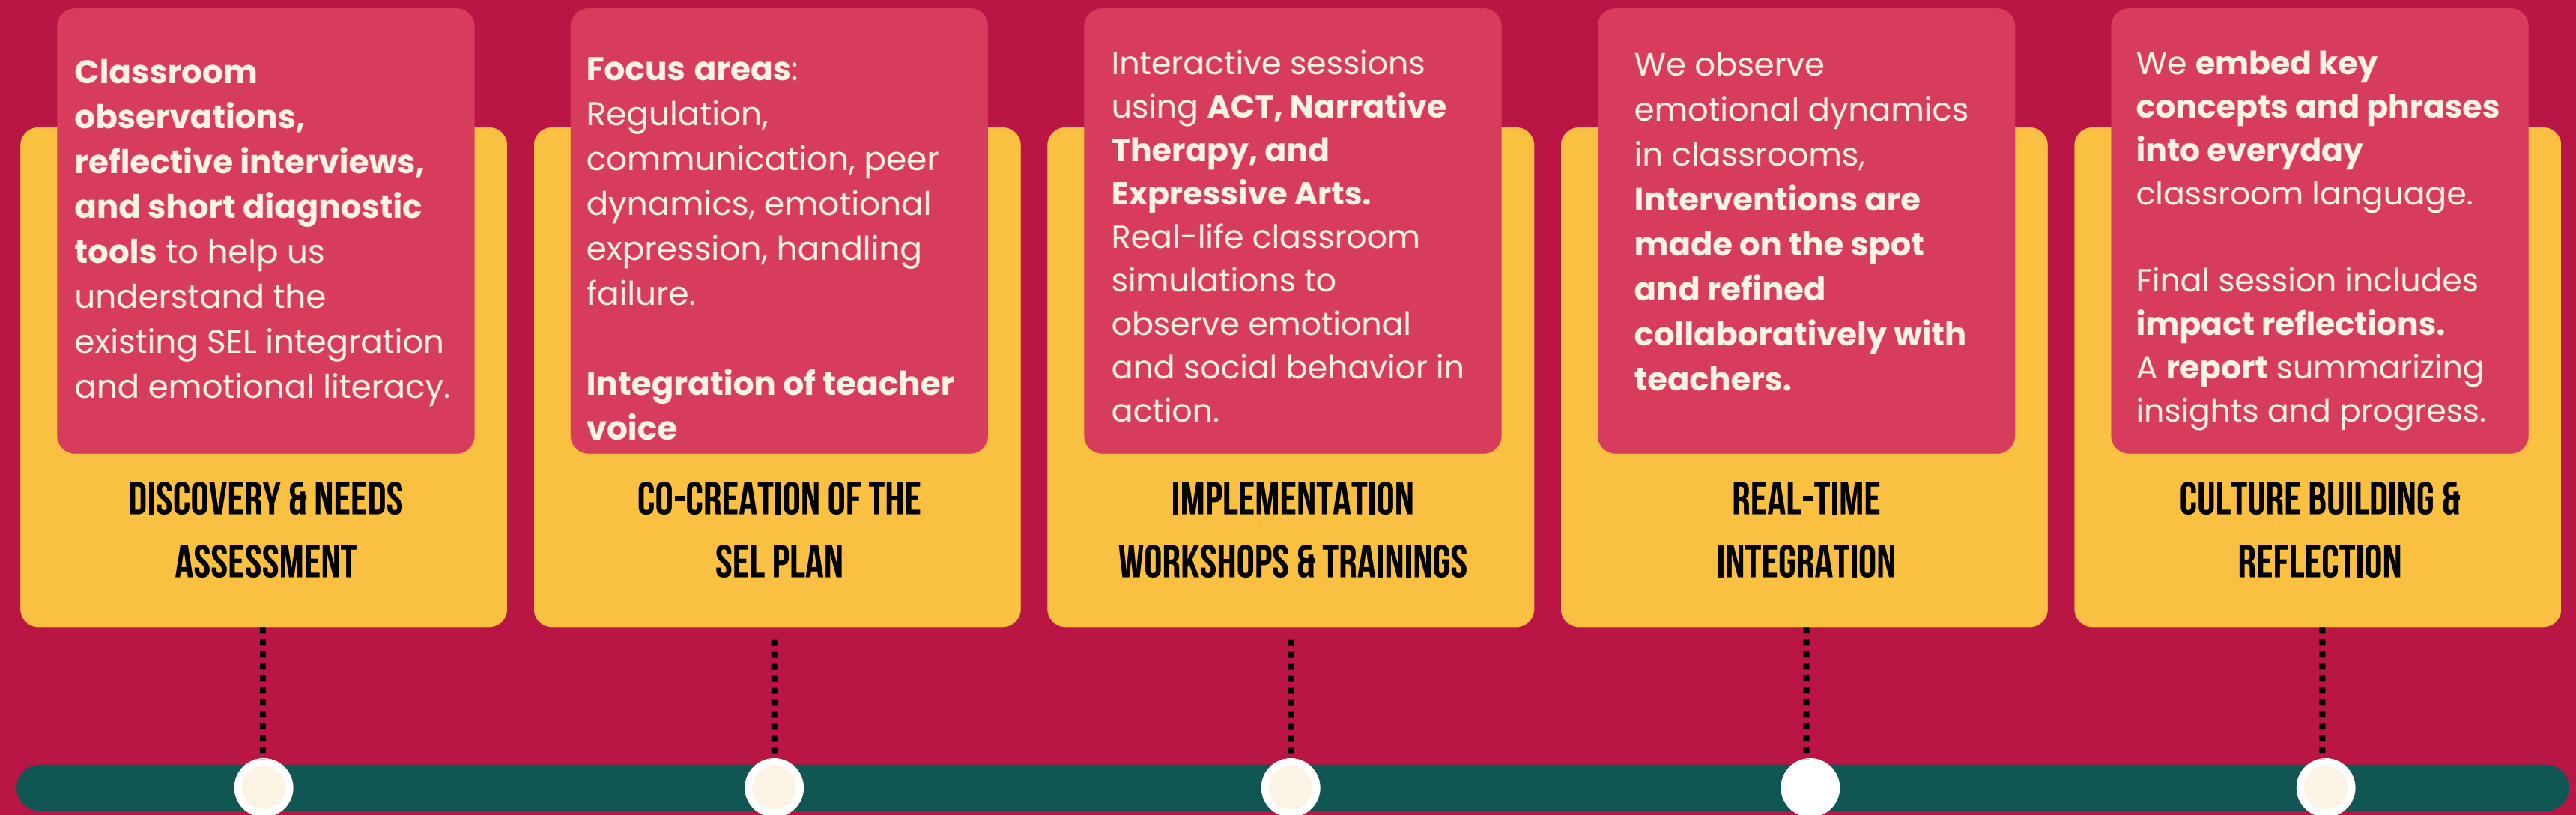 Classroom
observations,
reflective interviews,
and short diagnostic
tools to help us
understand the
existing SEL integration
and emotional literacy.
DISCOVERY & NEEDS
ASSESSMENT
Focus areas:
Regulation,
communication, peer
dynamics, emotional
expression, handling
failure.
Integration of teacher
voice
CO-CREATION OF THE
SEL PLAN
Interactive sessions
using ACT, Narrative
Therapy, and
Expressive Arts.
Real-life classroom
simulations to
observe emotional
and social behavior in
action.
IMPLEMENTATION
WORKSHOPS & TRAININGS
We observe
emotional dynamics
in classrooms,
Interventions are
made on the spot
and refined
collaboratively with
teachers.
REAL-TIME
INTEGRATION
We embed key
concepts and phrases
into everyday
classroom language.
Final session includes
impact reflections.
A report summarizing
insights and progress.
CULTURE BUILDING &
REFLECTION